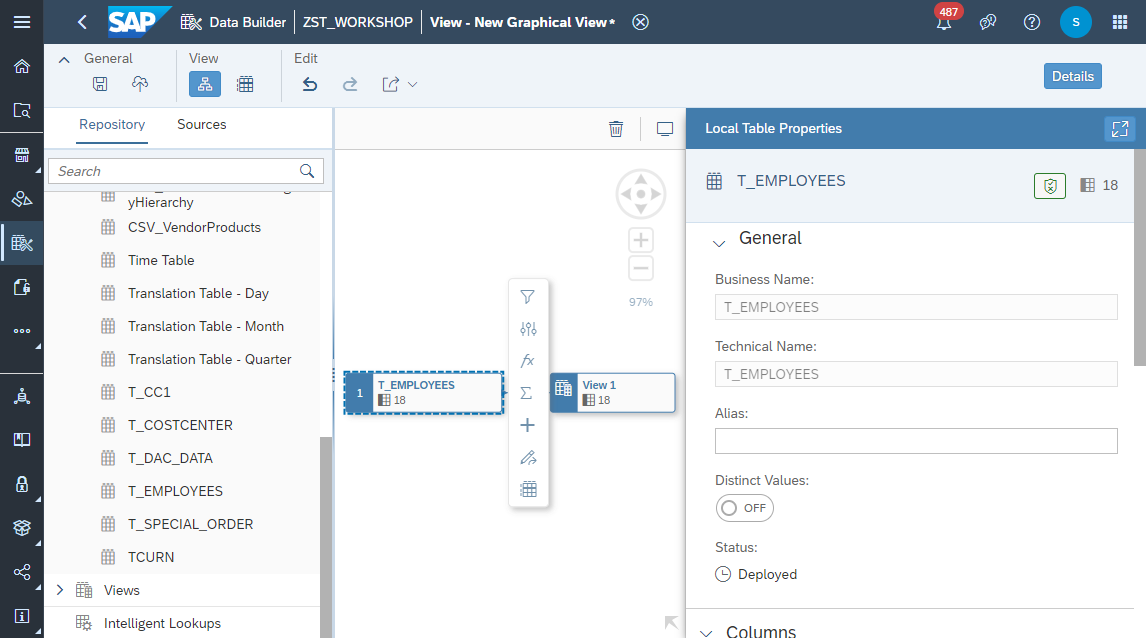 SAP Data Builder ZST_WORKSHOP View - New Graphical View* 487 S
General View Edit
Details
Repository Sources
Search
yHierarchy
CSV_VendorProducts
Time Table
Translation Table - Day
Translation Table - Month
Translation Table - Quarter
T_CC1
T_COSTCENTER
T_DAC_DATA
T_EMPLOYEES
T_SPECIAL_ORDER
TCURN
Views
Intelligent Lookups
97%
fx
Σ
1 T_EMPLOYEES
18
View 1
18
Local Table Properties
T_EMPLOYEES 18
General
Business Name:
T_EMPLOYEES
Technical Name:
T_EMPLOYEES
Alias:
Distinct Values:
OFF
Status:
Deployed
Columns